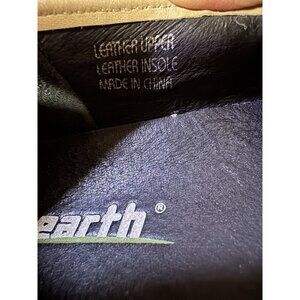 LEATHER UPPER
LEATHER INSOLE
MADE IN CHINA
earth®